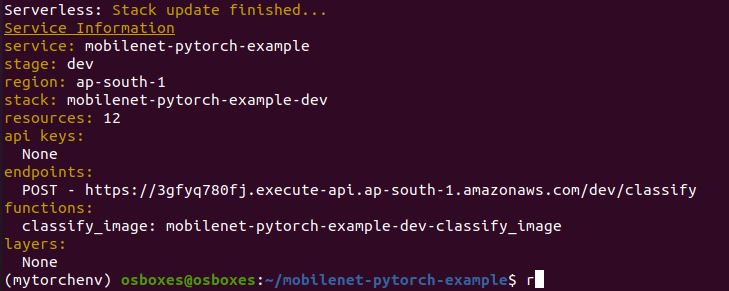 Serverless: Stack update finished...
Service Information
service: mobilenet-pytorch-example
stage: dev
region: ap-south-1
stack: mobilenet-pytorch-example-dev
resources: 12
api keys:
  None
endpoints:
  POST - https://3gfyq780fj.execute-api.ap-south-1.amazonaws.com/dev/classify
functions:
  classify_image: mobilenet-pytorch-example-dev-classify_image
layers:
  None
(mytorchenv) osboxes@osboxes:~/mobilenet-pytorch-example$ r